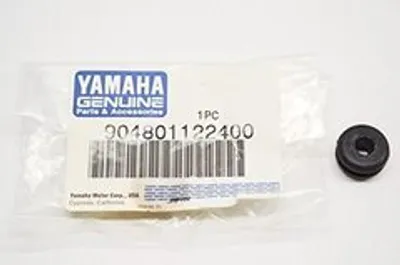 YAMAHA
GENUINE
Parts & Accessories
1PC
904801122400
Yamaha Motor Corp., USA
Cypress, California